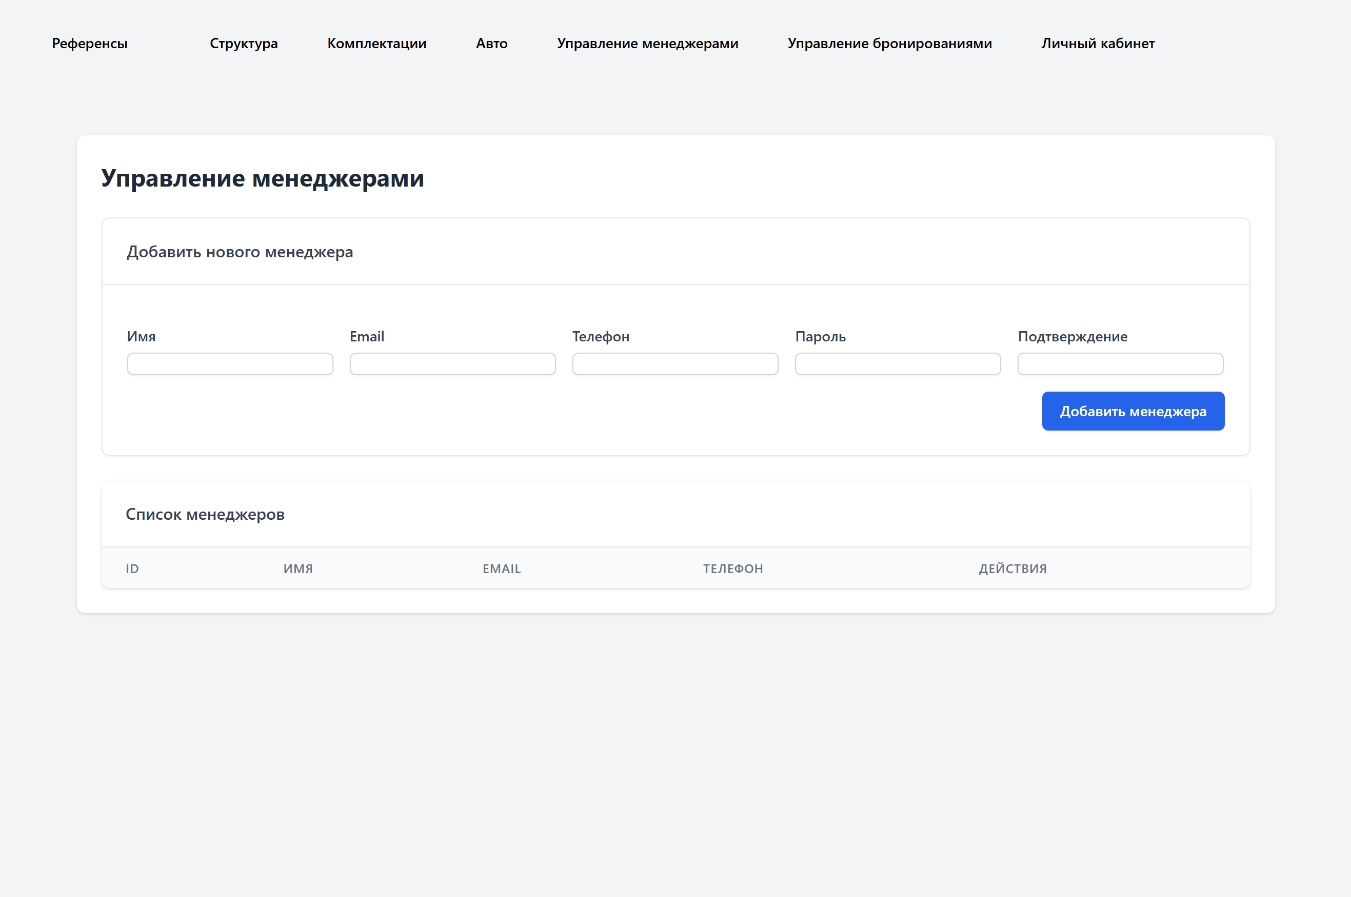 Референсы Структура Комплектации Авто Управление менеджерами Управление бронированиями Личный кабинет
Управление менеджерами
Добавить нового менеджера
Имя Email Телефон Пароль Подтверждение
Добавить менеджера
Список менеджеров
ID ИМЯ EMAIL ТЕЛЕФОН ДЕЙСТВИЯ